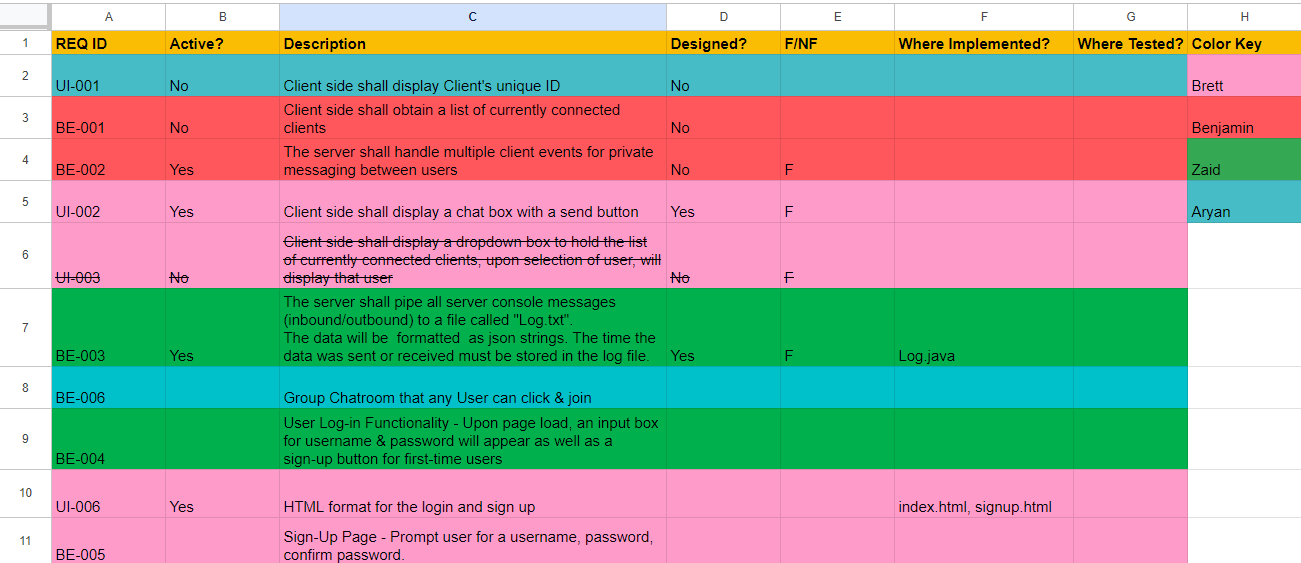 A B C D E F G H
1 REQ ID Active? Description Designed? F/NF Where Implemented? Where Tested? Color Key
2 UI-001 No Client side shall display Client's unique ID No Brett
3 BE-001 No Client side shall obtain a list of currently connected
clients No Benjamin
4 BE-002 Yes The server shall handle multiple client events for private
messaging between users No F Zaid
5 UI-002 Yes Client side shall display a chat box with a send button Yes F Aryan
6 UI-003 No Client side shall display a dropdown box to hold the list
of currently connected clients, upon selection of user, will
display that user No F
7 BE-003 Yes The server shall pipe all server console messages
(inbound/outbound) to a file called "Log.txt".
The data will be formatted as json strings. The time the
data was sent or received must be stored in the log file. Yes F Log.java
8 BE-006 Group Chatroom that any User can click & join
9 BE-004 User Log-in Functionality - Upon page load, an input box
for username & password will appear as well as a
sign-up button for first-time users
10 UI-006 Yes HTML format for the login and sign up index.html, signup.html
11 BE-005 Sign-Up Page - Prompt user for a username, password,
confirm password.